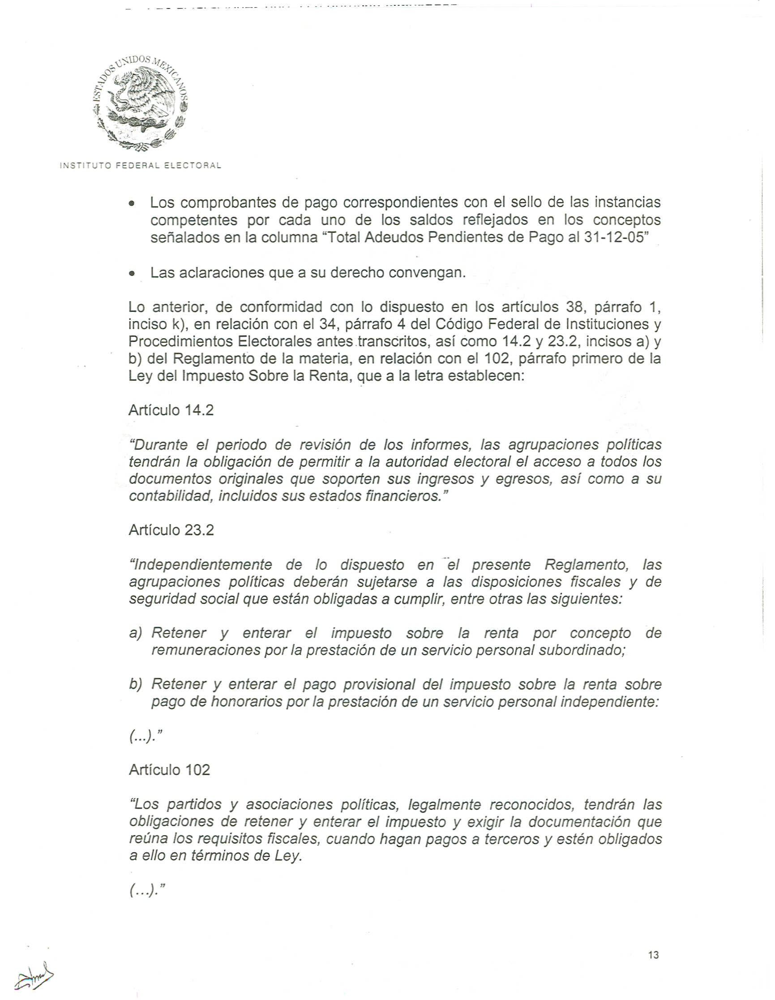 ESTADOS UNIDOS MEXICANOS
INSTITUTO FEDERAL ELECTORAL
• Los comprobantes de pago correspondientes con el sello de las instancias
competentes por cada uno de los saldos reflejados en los conceptos
señalados en la columna “Total Adeudos Pendientes de Pago al 31-12-05”
• Las aclaraciones que a su derecho convengan.
Lo anterior, de conformidad con lo dispuesto en los artículos 38, párrafo 1,
inciso k), en relación con el 34, párrafo 4 del Código Federal de Instituciones y
Procedimientos Electorales antes transcritos, así como 14.2 y 23.2, incisos a) y
b) del Reglamento de la materia, en relación con el 102, párrafo primero de la
Ley del Impuesto Sobre la Renta, que a la letra establecen:
Artículo 14.2
“Durante el periodo de revisión de los informes, las agrupaciones políticas
tendrán la obligación de permitir a la autoridad electoral el acceso a todos los
documentos originales que soporten sus ingresos y egresos, así como a su
contabilidad, incluidos sus estados financieros.”
Artículo 23.2
“Independientemente de lo dispuesto en el presente Reglamento, las
agrupaciones políticas deberán sujetarse a las disposiciones fiscales y de
seguridad social que están obligadas a cumplir, entre otras las siguientes:
a) Retener y enterar el impuesto sobre la renta por concepto de
remuneraciones por la prestación de un servicio personal subordinado;
b) Retener y enterar el pago provisional del impuesto sobre la renta sobre
pago de honorarios por la prestación de un servicio personal independiente:
(...).”
Artículo 102
“Los partidos y asociaciones políticas, legalmente reconocidos, tendrán las
obligaciones de retener y enterar el impuesto y exigir la documentación que
reúna los requisitos fiscales, cuando hagan pagos a terceros y estén obligados
a ello en términos de Ley.
(...).”
13